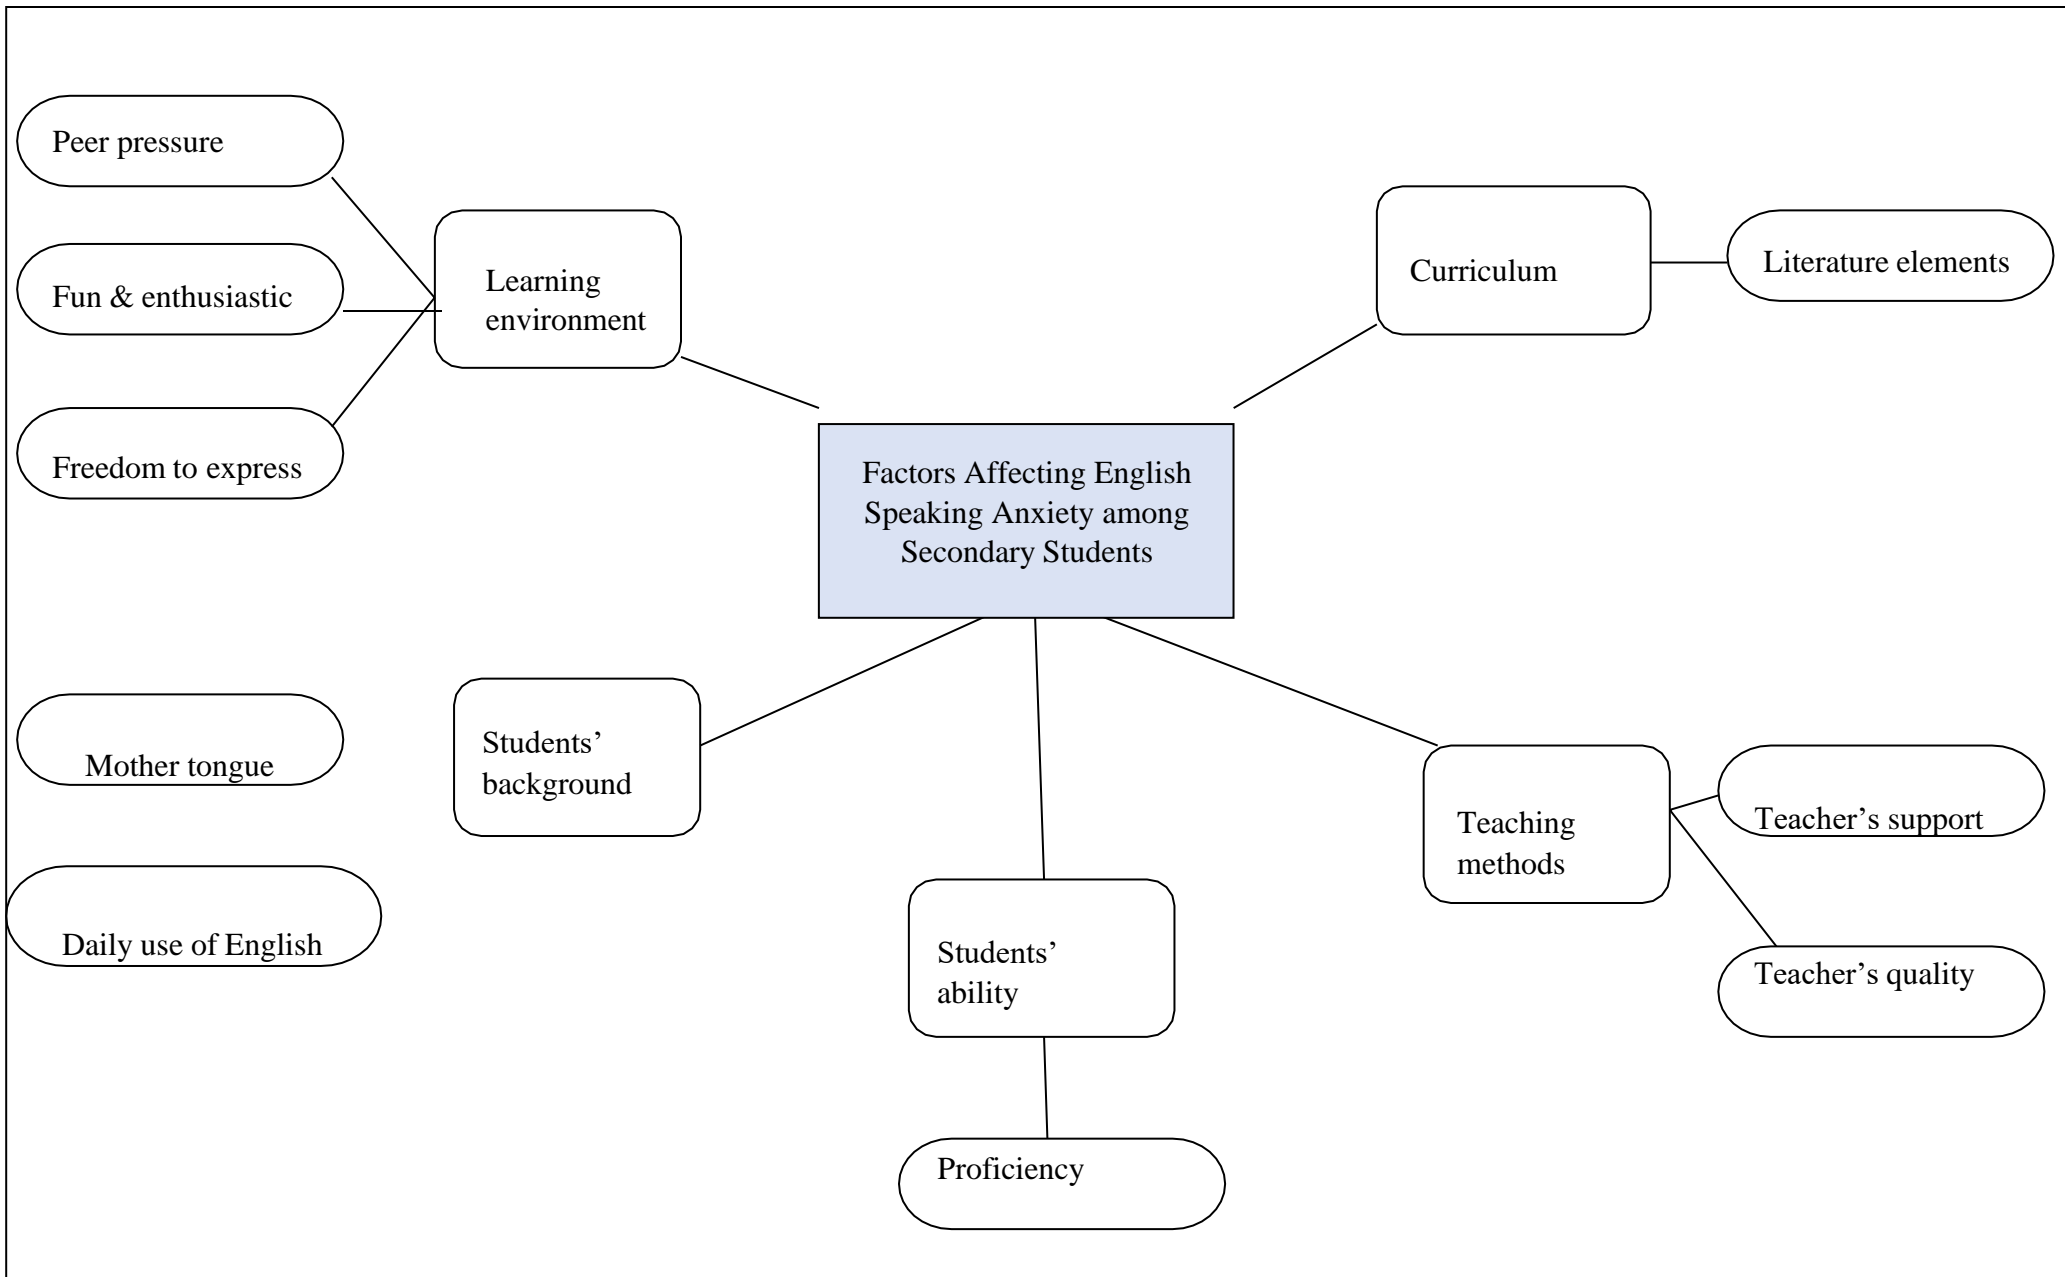 Peer pressure
Fun & enthusiastic
Freedom to express
Learning
environment
Curriculum
Literature elements
Factors Affecting English
Speaking Anxiety among
Secondary Students
Mother tongue
Daily use of English
Students’
background
Students’
ability
Proficiency
Teaching
methods
Teacher’s support
Teacher’s quality